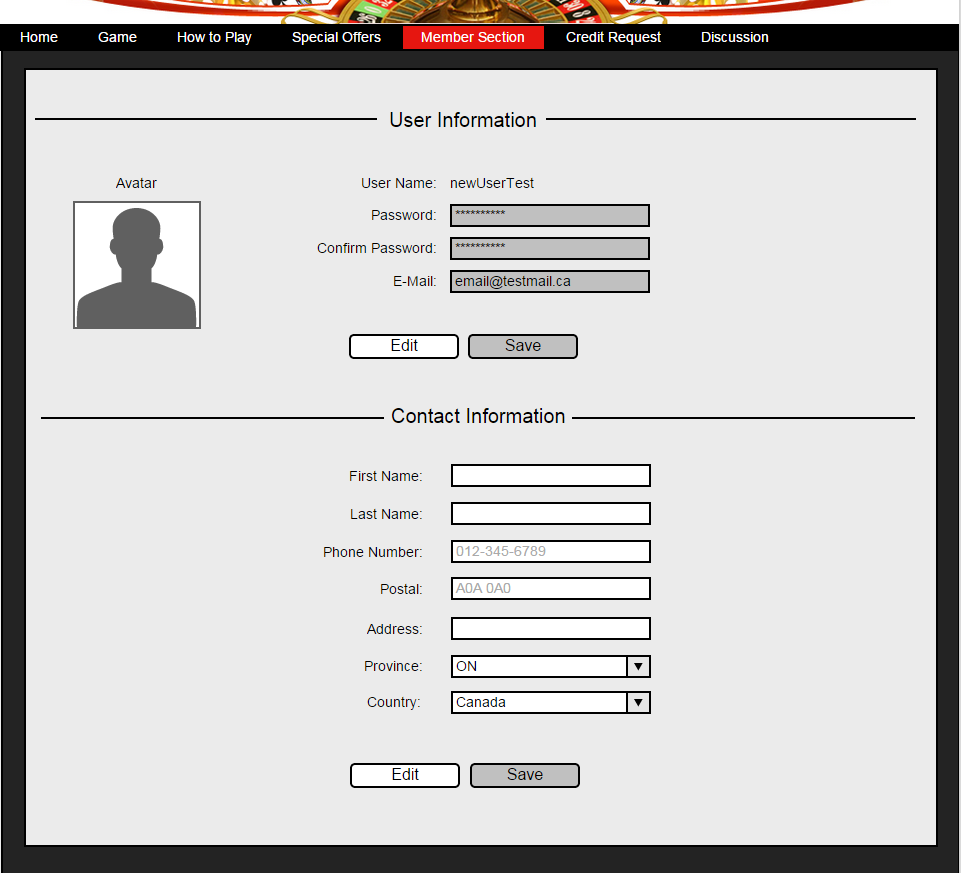 Home Game How to Play Special Offers Member Section Credit Request Discussion
User Information
Avatar
User Name: newUserTest
Password: **********
Confirm Password: **********
E-Mail: email@testmail.ca
Edit Save
Contact Information
First Name:
Last Name:
Phone Number: 012-345-6789
Postal: A0A 0A0
Address:
Province: ON
Country: Canada
Edit Save